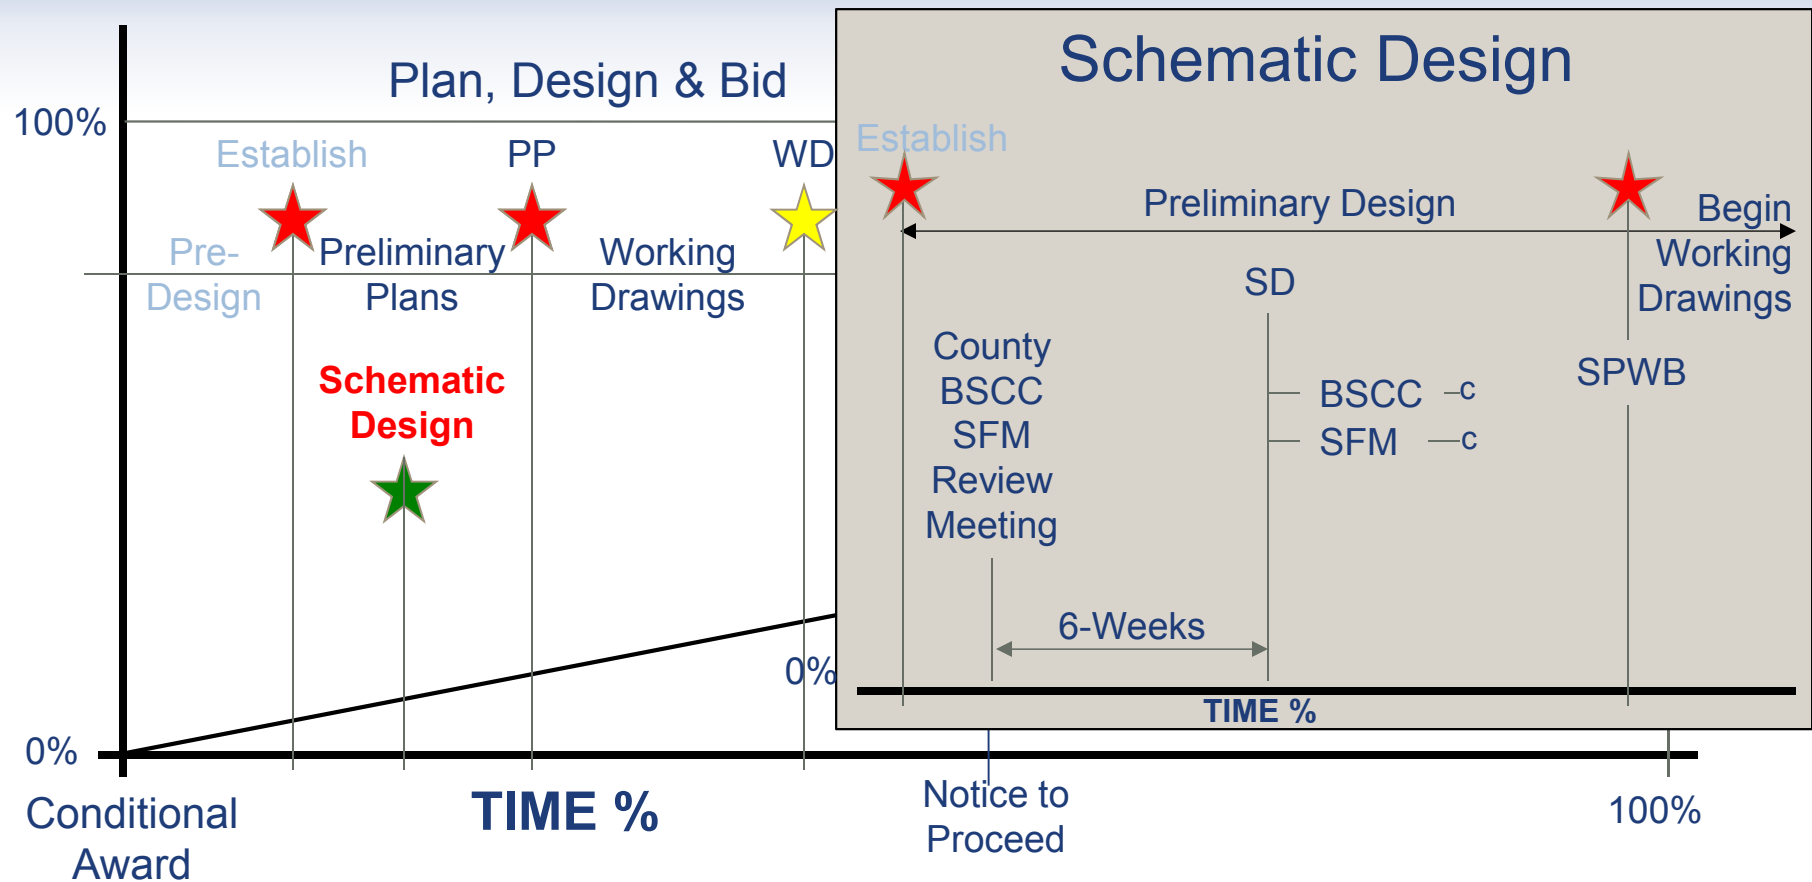 Plan, Design & Bid
100%
Establish
PP
WD
Pre-
Design
Preliminary
Plans
Working
Drawings
Schematic
Design
0%
0%
Conditional
Award
TIME %
Notice to
Proceed
100%
Schematic Design
Establish
Preliminary Design
Begin
Working
Drawings
SD
County
BSCC
SFM
Review
Meeting
BSCC
c
SFM
c
SPWB
6-Weeks
TIME %